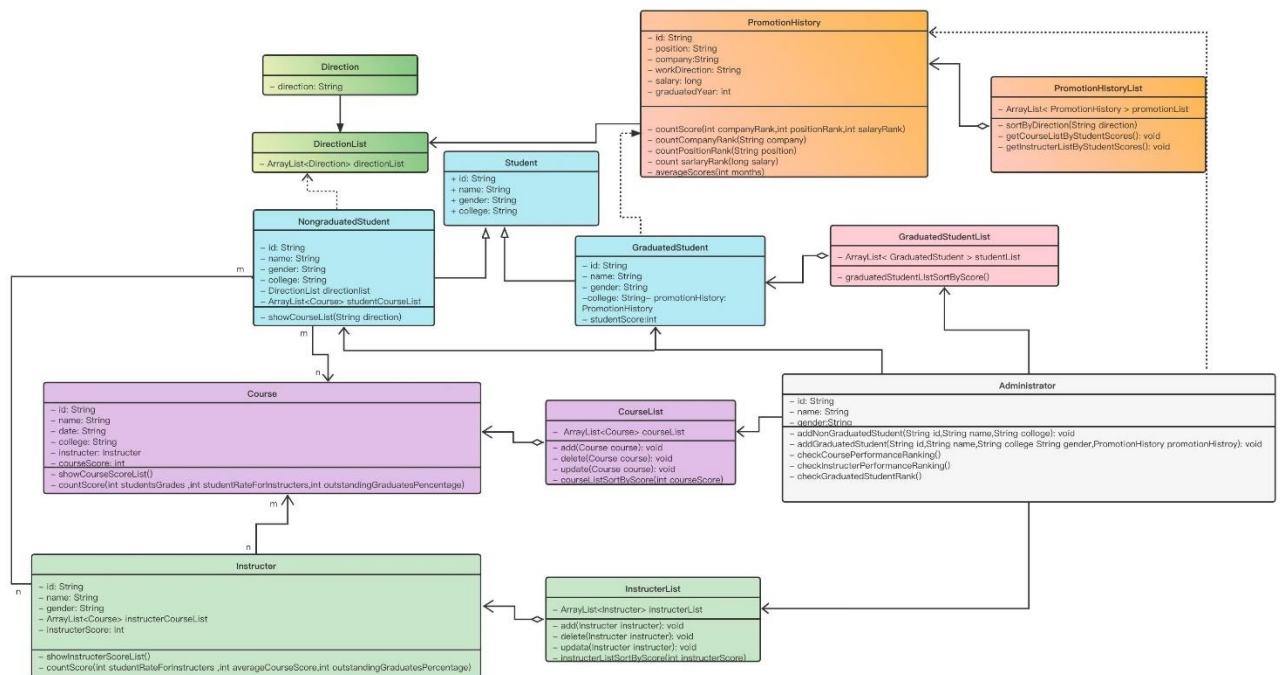 PromotionHistory
– id: String
– position: String
– company:String
– workDirection: String
– salary: long
– graduatedYear: int
– countScore(int companyRank,int positionRank,int salaryRank)
– countCompanyRank(String company)
– countPositionRank(String position)
– count sarlaryRank(long salary)
– averageScores(int months)
Direction
– direction: String
PromotionHistoryList
– ArrayList< PromotionHistory > promotionList
– sortByDirection(String direction)
– getCourseListByStudentScores(): void
– getInstructerListByStudentScores(): void
DirectionList
– ArrayList<Direction> directionList
Student
+ id: String
+ name: String
+ gender: String
+ college: String
NongraduatedStudent
– id: String
– name: String
– gender: String
– college: String
– DirectionList directionlist
– ArrayList<Course> studentCourseList
– showCourseList(String direction)
GraduatedStudent
– id: String
– name: String
– gender: String
–college: String– promotionHistory:
PromotionHistory
– studentScore:int
GraduatedStudentList
– ArrayList< GraduatedStudent > studentList
– graduatedStudentLIstSortByScore()
m
m
n
Course
– id: String
– name: String
– date: String
– college: String
– instructer: Instructer
– courseScore: int
– showCourseScoreList()
– countScore(int studentsGrades ,int studentRateForInstructers,int outstandingGraduatesPercentage)
CourseList
– ArrayList<Course> courseList
– add(Course course): void
– delete(Course course): void
– update(Course course): void
– courseListSortByScore(int courseScore)
Administrator
– id: String
– name: String
– gender:String
– addNonGraduatedStudent(String id,String name,String colloge): void
– addGraduatedStudent(String id,String name,String college String gender,PromotionHistory promotionHistroy): void
– checkCoursePerformanceRanking()
– checkInstructerPerformanceRanking()
– checkGraduatedStudentRank()
m
n
n
Instructer
– id: String
– name: String
– gender: String
– ArrayList<Course> instructerCourseList
– instructerScore: int
– showInstructerScoreList()
– countScore(int studentRateForInstructers ,int averageCourseScore,int outstandingGraduatesPercentage)
InstructerList
– ArrayList<Instructer> instructerList
– add(Instructer instructer): void
– delete(Instructer instructer): void
– updata(Instructer instructer): void
– instructerListSortByScore(int instructerScore)